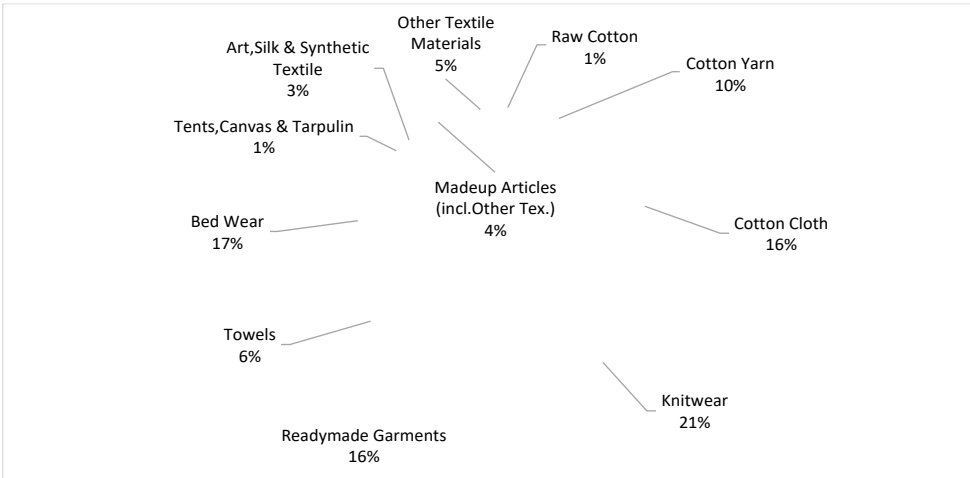 Other Textile
Materials
5%
Raw Cotton
1%
Art,Silk & Synthetic
Textile
3%
Cotton Yarn
10%
Tents,Canvas & Tarpulin
1%
Madeup Articles
(incl.Other Tex.)
4%
Bed Wear
17%
Cotton Cloth
16%
Towels
6%
Knitwear
21%
Readymade Garments
16%